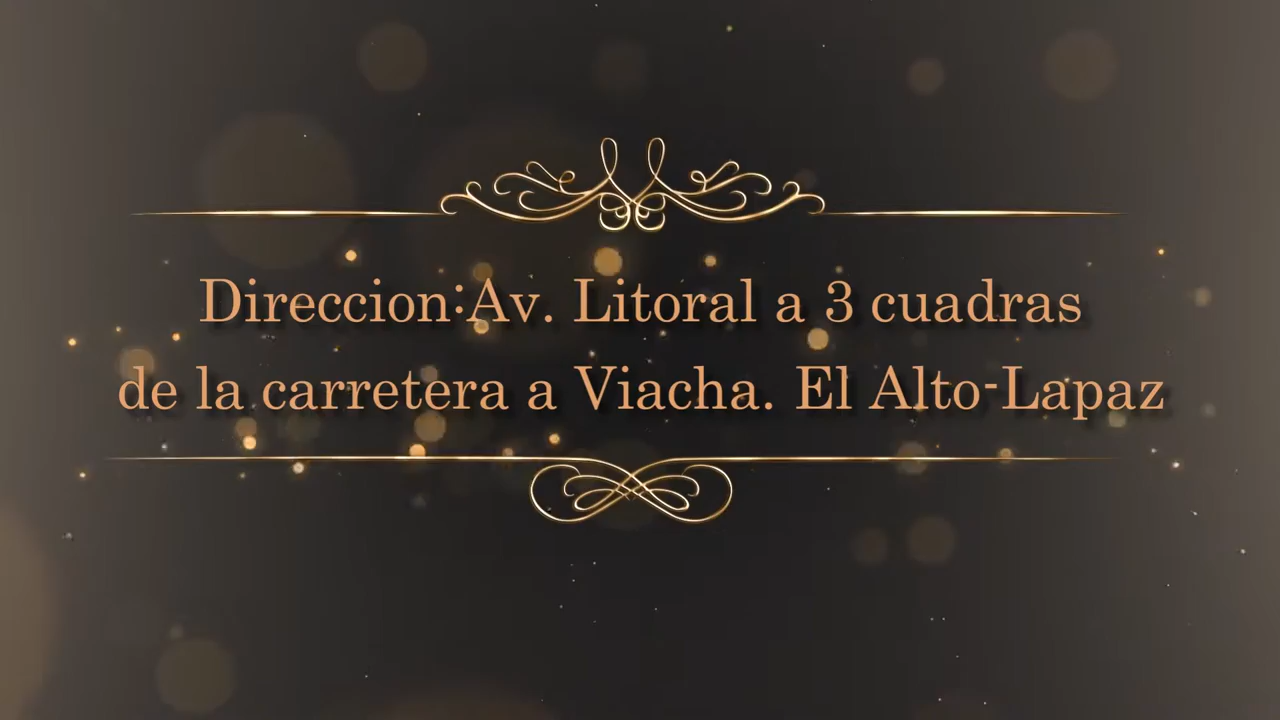 Direccion:Av. Litoral a 3 cuadras
de la carretera a Viacha. El Alto-Lapaz